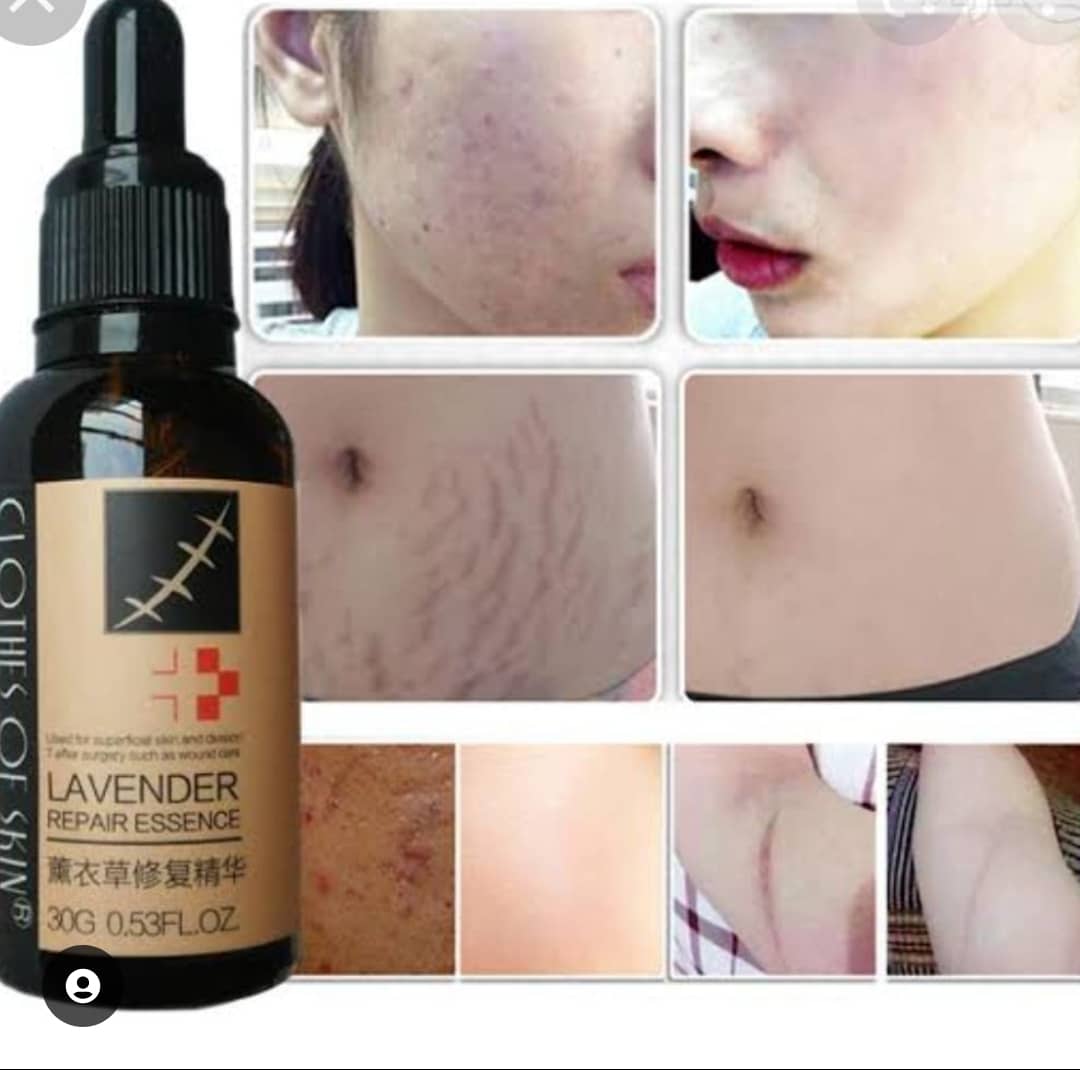 CLOTHES OF SKIN®
Used for superficial skin and division
7 after surgery such as wound care
LAVENDER
REPAIR ESSENCE
薰衣草修复精华
30G 0.53FL.OZ.